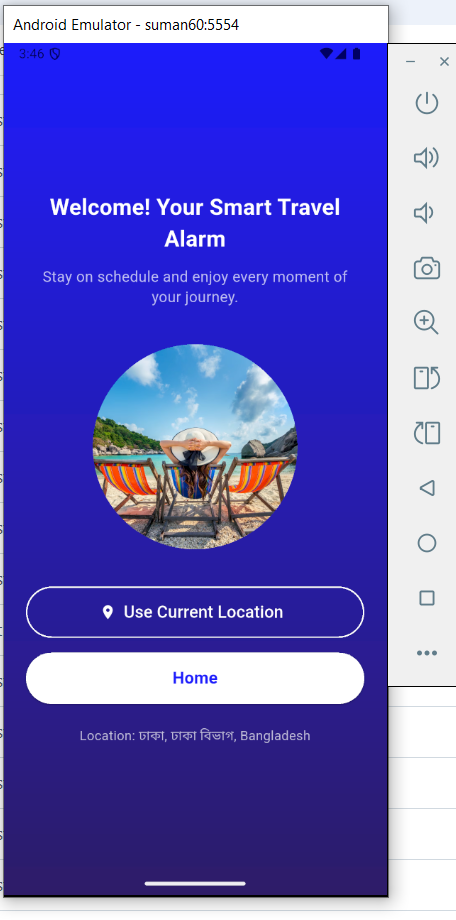 Android Emulator - suman60:5554
3:46
Welcome! Your Smart Travel
Alarm
Stay on schedule and enjoy every moment of
your journey.
Use Current Location
Home
Location: ঢাকা, ঢাকা বিভাগ, Bangladesh